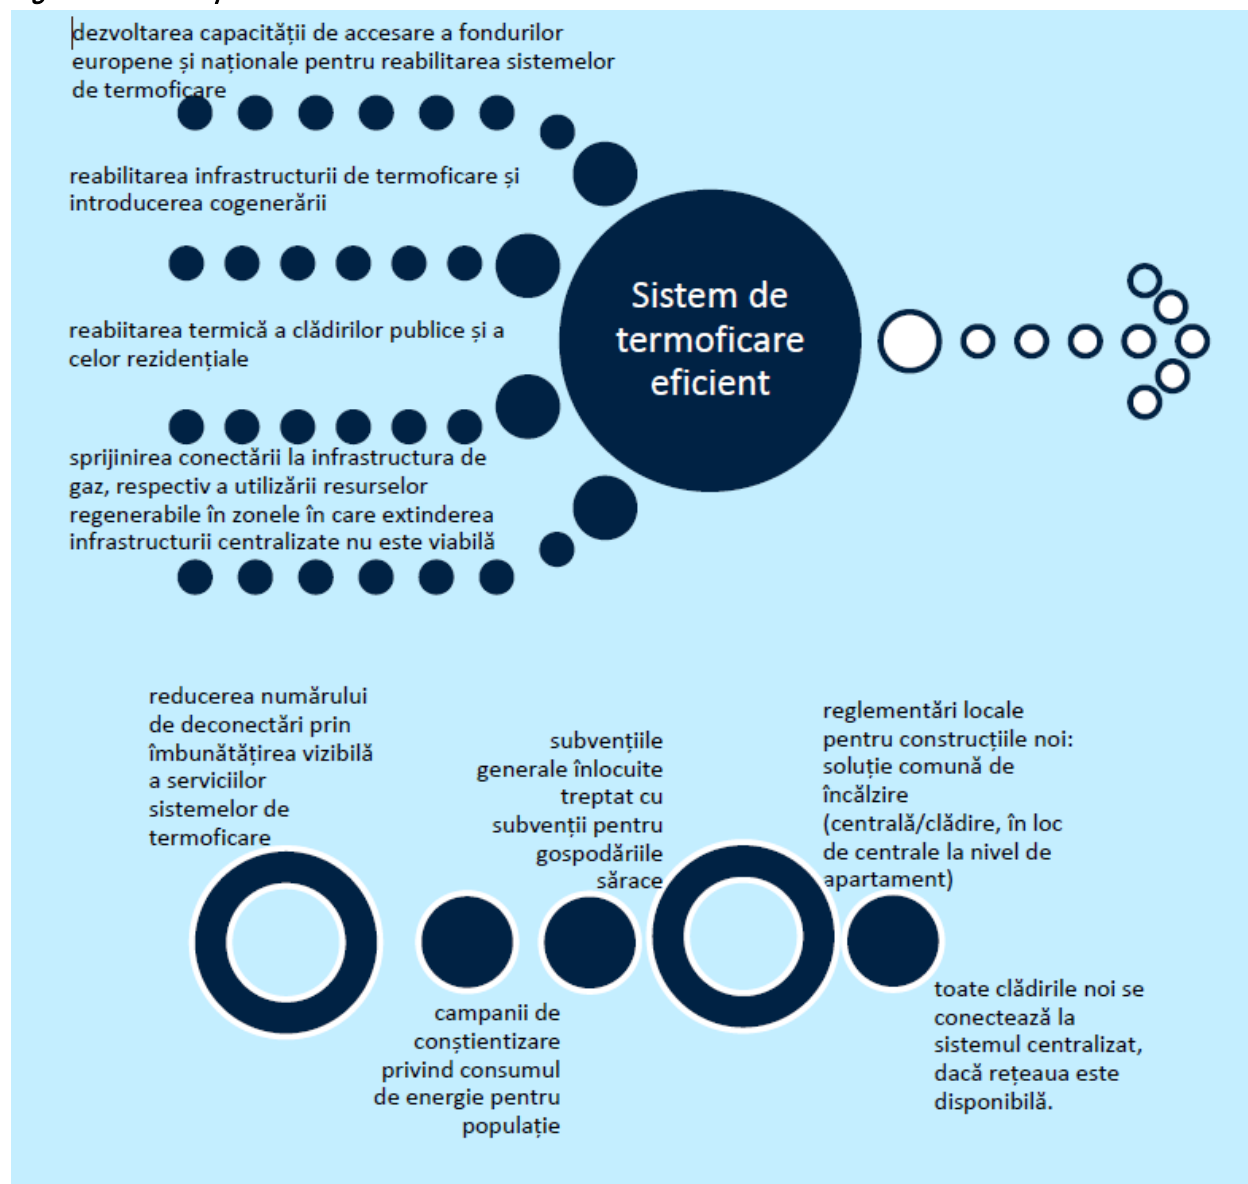 dezvoltarea capacității de accesare a fondurilor
europene și naționale pentru reabilitarea sistemelor
de termoficare
reabilitarea infrastructurii de termoficare și
introducerea cogenerării
reabiitarea termică a clădirilor publice și a
celor rezidențiale
sprijinirea conectării la infrastructura de
gaz, respectiv a utilizării resurselor
regenerabile în zonele în care extinderea
infrastructurii centralizate nu este viabilă
Sistem de
termoficare
eficient
reducerea numărului
de deconectări prin
îmbunătățirea vizibilă
a serviciilor
sistemelor de
termoficare
campanii de
conștientizare
privind consumul
de energie pentru
populație
subvențiile
generale înlocuite
treptat cu
subvenții pentru
gospodăriile
sărace
reglementări locale
pentru construcțiile noi:
soluție comună de
încălzire
(centrală/clădire, în loc
de centrale la nivel de
apartament)
toate clădirile noi se
conectează la
sistemul centralizat,
dacă rețeaua este
disponibilă.